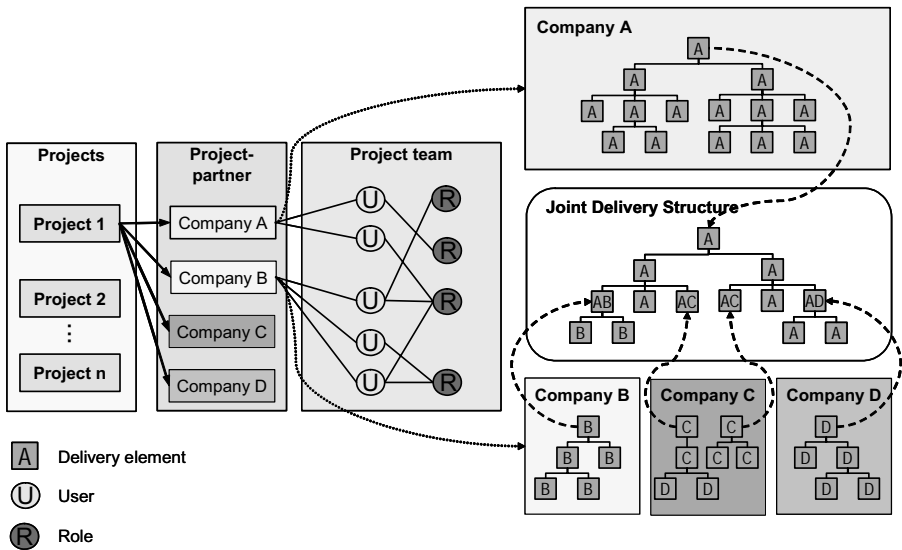 Company A
A
A A
A A A A A A
A A A A A
Projects
Project 1
Project 2
⋮
Project n
Project-
partner
Company A
Company B
Company C
Company D
Project team
U R
U R
U R
U
U R
Joint Delivery Structure
A
A A
AB A AC AC A AD
B B A A
Company B
B
B B
B B
Company C
C C
C C C
D D
Company D
D
D D
D D
A Delivery element
U User
R Role